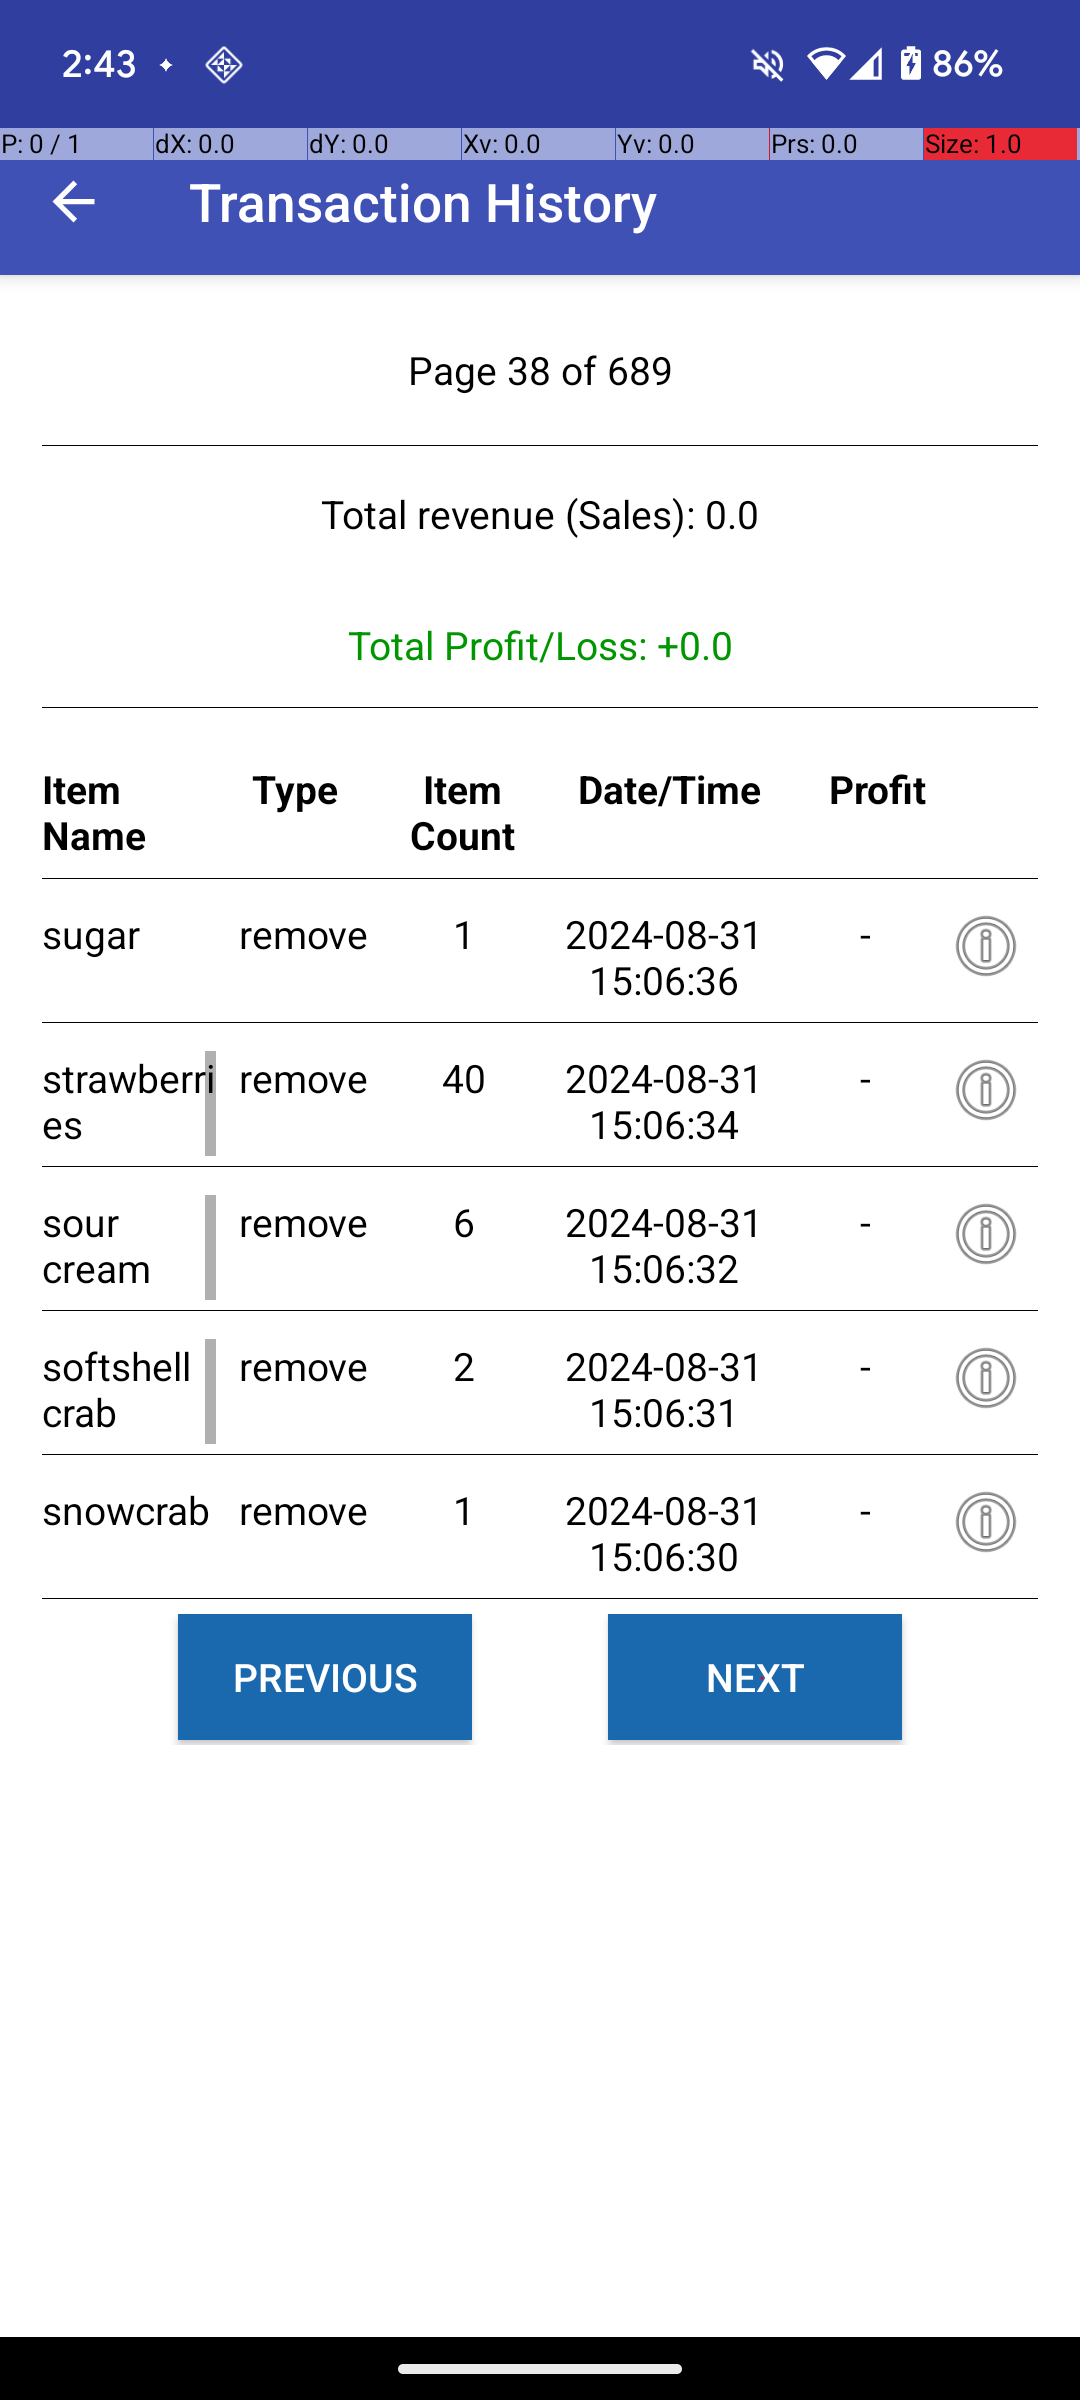 2:43 86%
P: 0 / 1 dX: 0.0 dY: 0.0 Xv: 0.0 Yv: 0.0 Prs: 0.0 Size: 1.0
Transaction History
Page 38 of 689
Total revenue (Sales): 0.0
Total Profit/Loss: +0.0
Item Type Item Date/Time Profit
Name Count
sugar remove 1 2024-08-31 -
15:06:36
strawberri remove 40 2024-08-31 -
es 15:06:34
sour remove 6 2024-08-31 -
cream 15:06:32
softshell remove 2 2024-08-31 -
crab 15:06:31
snowcrab remove 1 2024-08-31 -
15:06:30
PREVIOUS NEXT